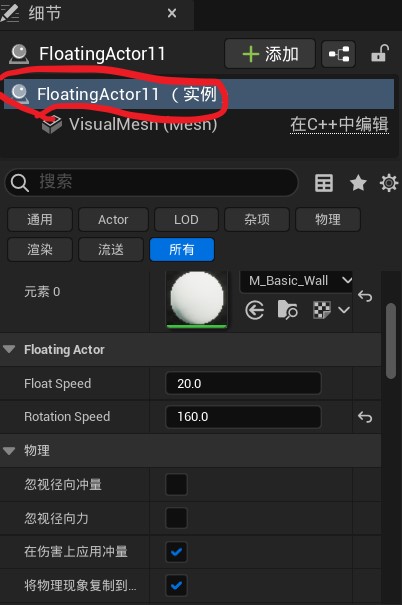 细节
FloatingActor11
添加
FloatingActor11 （实例
VisualMesh (Mesh)
在C++中编辑
搜索
通用
Actor
LOD
杂项
物理
渲染
流送
所有
元素 0
M_Basic_Wall
Floating Actor
Float Speed
20.0
Rotation Speed
160.0
物理
忽视径向冲量
忽视径向力
在伤害上应用冲量
将物理现象复制到...